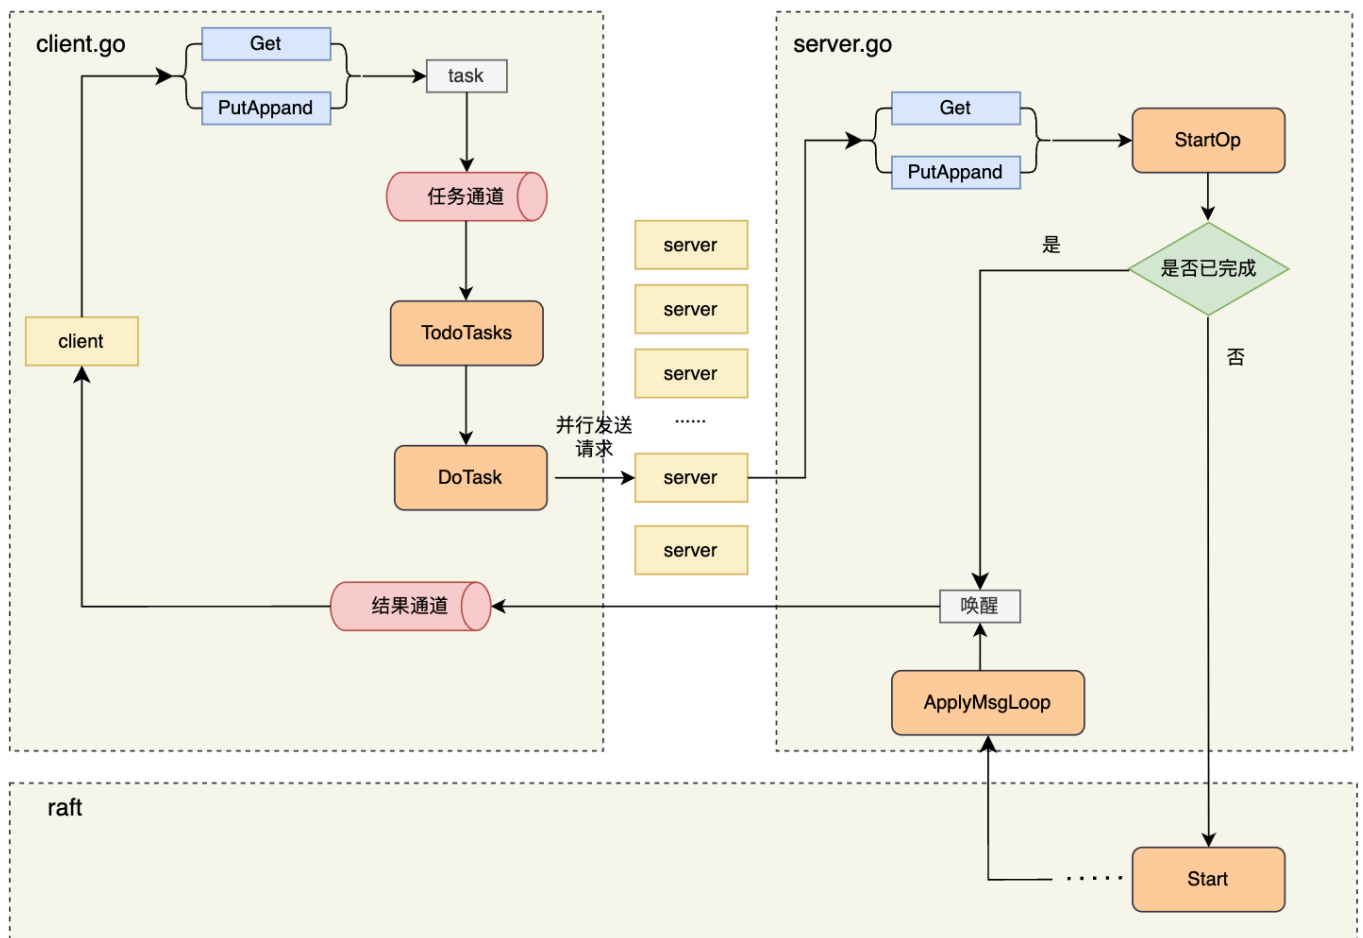 client.go
Get
PutAppand
task
任务通道
TodoTasks
DoTask
client
结果通道
并行发送
请求
server
server
server
......
server
server
server.go
Get
PutAppand
StartOp
是否已完成
是
否
唤醒
ApplyMsgLoop
raft
Start
......